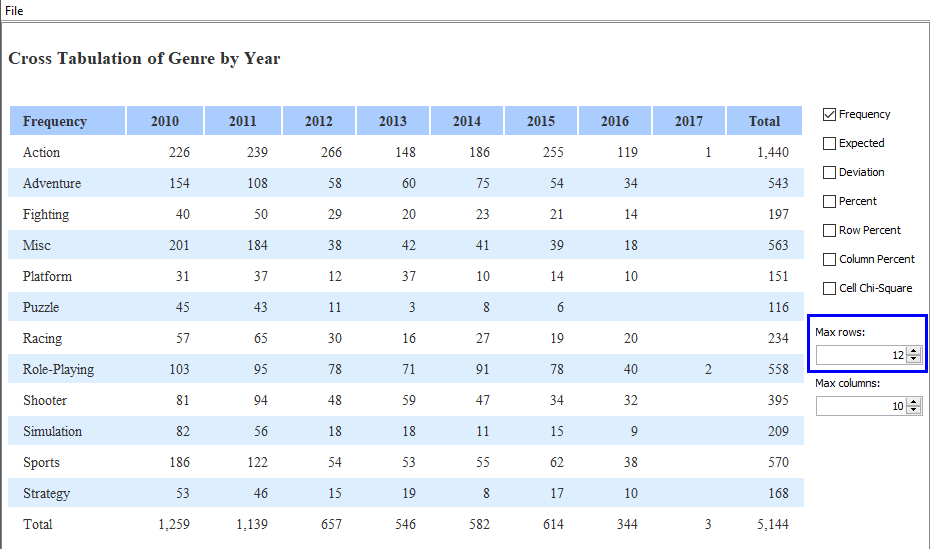 File
Cross Tabulation of Genre by Year
Frequency 2010 2011 2012 2013 2014 2015 2016 2017 Total
Action 226 239 266 148 186 255 119 1 1,440
Adventure 154 108 58 60 75 54 34 543
Fighting 40 50 29 20 23 21 14 197
Misc 201 184 38 42 41 39 18 563
Platform 31 37 12 37 10 14 10 151
Puzzle 45 43 11 3 8 6 116
Racing 57 65 30 16 27 19 20 234
Role-Playing 103 95 78 71 91 78 40 2 558
Shooter 81 94 48 59 47 34 32 395
Simulation 82 56 18 18 11 15 9 209
Sports 186 122 54 53 55 62 38 570
Strategy 53 46 15 19 8 17 10 168
Total 1,259 1,139 657 546 582 614 344 3 5,144
Frequency
Expected
Deviation
Percent
Row Percent
Column Percent
Cell Chi-Square
Max rows:
12
Max columns:
10